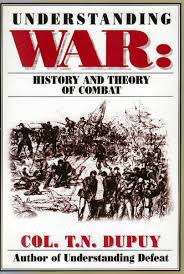 UNDERSTANDING
WAR:
HISTORY AND THEORY
OF COMBAT
COL. T.N. DUPUY
Author of Understanding Defeat